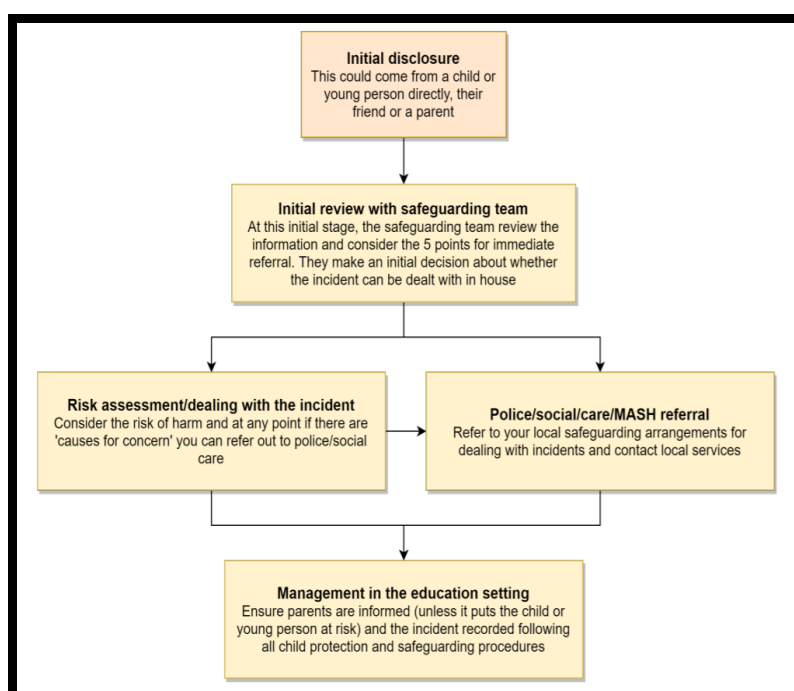 Initial disclosure
This could come from a child or
young person directly, their
friend or a parent
Initial review with safeguarding team
At this initial stage, the safeguarding team review the
information and consider the 5 points for immediate
referral. They make an initial decision about whether
the incident can be dealt with in house
Risk assessment/dealing with the incident
Consider the risk of harm and at any point if there are
'causes for concern' you can refer out to police/social
care
Police/social/care/MASH referral
Refer to your local safeguarding arrangements for
dealing with incidents and contact local services
Management in the education setting
Ensure parents are informed (unless it puts the child or
young person at risk) and the incident recorded following
all child protection and safeguarding procedures